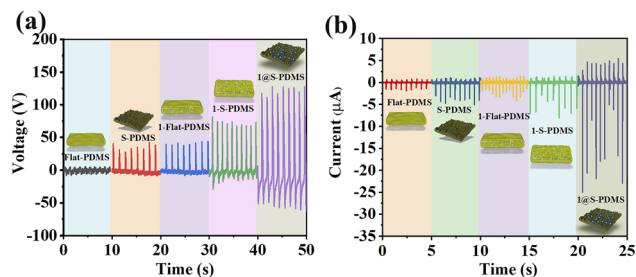 (a)
200
150
100
50
0
-50
-100
Voltage (V)
Flat-PDMS
S-PDMS
1-Flat-PDMS
1-S-PDMS
1@S-PDMS
0 10 20 30 40 50
Time (s)
(b)
10
5
0
-5
-10
-15
-20
-25
-30
-35
Current (μA)
Flat-PDMS
S-PDMS
1-Flat-PDMS
1-S-PDMS
1@S-PDMS
0 5 10 15 20 25
Time (s)